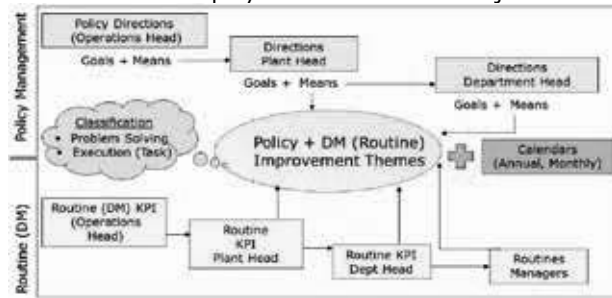 Policy Directions
(Operations Head)
Goals + Means
Directions
Plant Head
Goals + Means
Directions
Department Head
Goals + Means
Policy Management
Classification
• Problem Solving
• Execution (Task)
Policy + DM (Routine)
Improvement Themes
Calendars
(Annual, Monthly)
Routine (DM)
Routine (DM) KPI
(Operations
Head)
Routine
KPI
Plant Head
Routine KPI
Dept Head
Routines
Managers